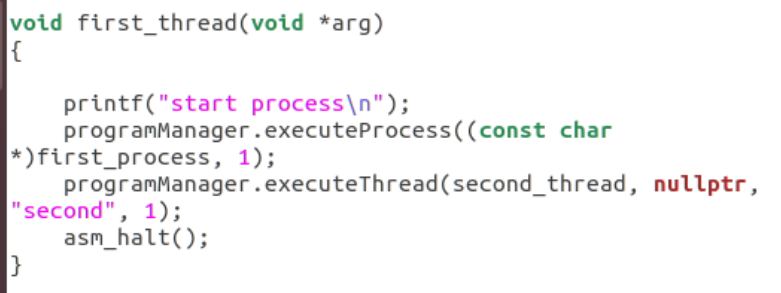 void first_thread(void *arg)
{
    printf("start process\n");
    programManager.executeProcess((const char
*)first_process, 1);
    programManager.executeThread(second_thread, nullptr,
"second", 1);
    asm_halt();
}